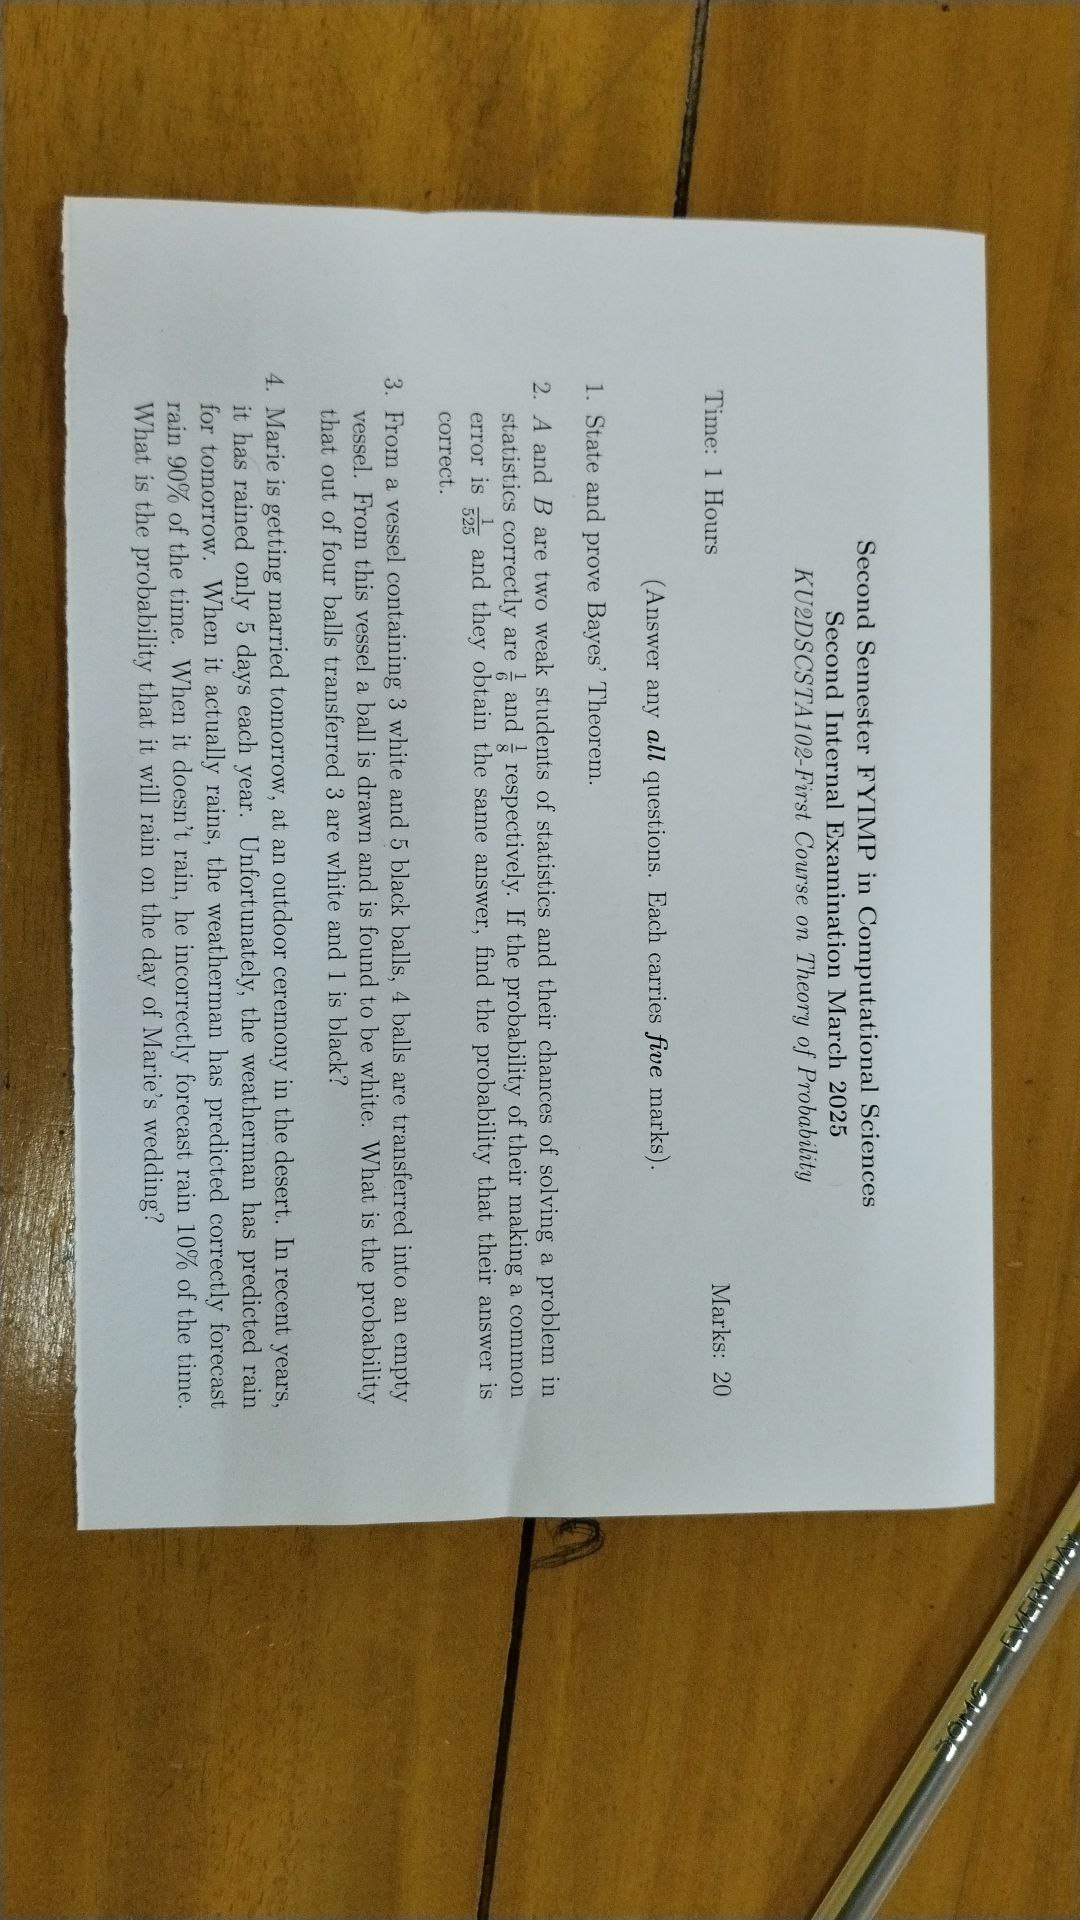 Second Semester FYIMP in Computational Sciences
Second Internal Examination March 2025
KU2DSCSTA102-First Course on Theory of Probability
Time: 1 Hours
Marks: 20
(Answer any all questions. Each carries five marks).
1. State and prove Bayes' Theorem.
2. A and B are two weak students of statistics and their chances of solving a problem in
statistics correctly are 1/6 and 1/8 respectively. If the probability of their making a common
error is 1/525 and they obtain the same answer, find the probability that their answer is
correct.
3. From a vessel containing 3 white and 5 black balls, 4 balls are transferred into an empty
vessel. From this vessel a ball is drawn and is found to be white. What is the probability
that out of four balls transferred 3 are white and 1 is black?
4. Marie is getting married tomorrow, at an outdoor ceremony in the desert. In recent years,
it has rained only 5 days each year. Unfortunately, the weatherman has predicted rain
for tomorrow. When it actually rains, the weatherman has predicted correctly forecast
rain 90% of the time. When it doesn't rain, he incorrectly forecast rain 10% of the time.
What is the probability that it will rain on the day of Marie's wedding?
EVERYDAY